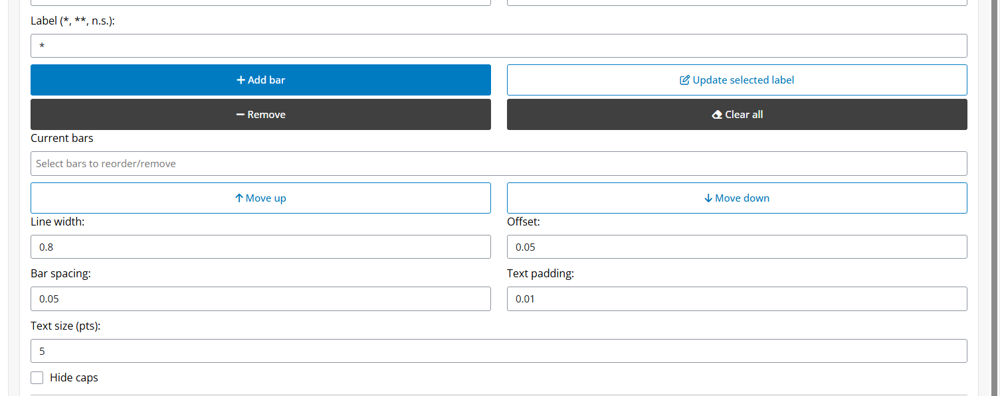 Label (*, **, n.s.):
*
Add bar
Update selected label
Remove
Clear all
Current bars
Select bars to reorder/remove
Move up
Move down
Line width:
Offset:
0.8
0.05
Bar spacing:
Text padding:
0.05
0.01
Text size (pts):
5
Hide caps